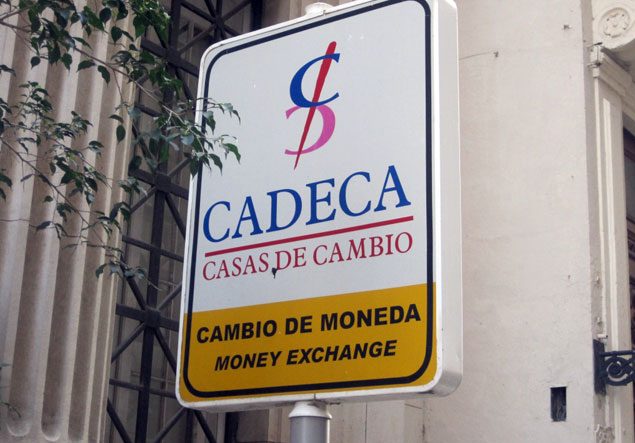 CADECA
CASAS DE CAMBIO
CAMBIO DE MONEDA
MONEY EXCHANGE